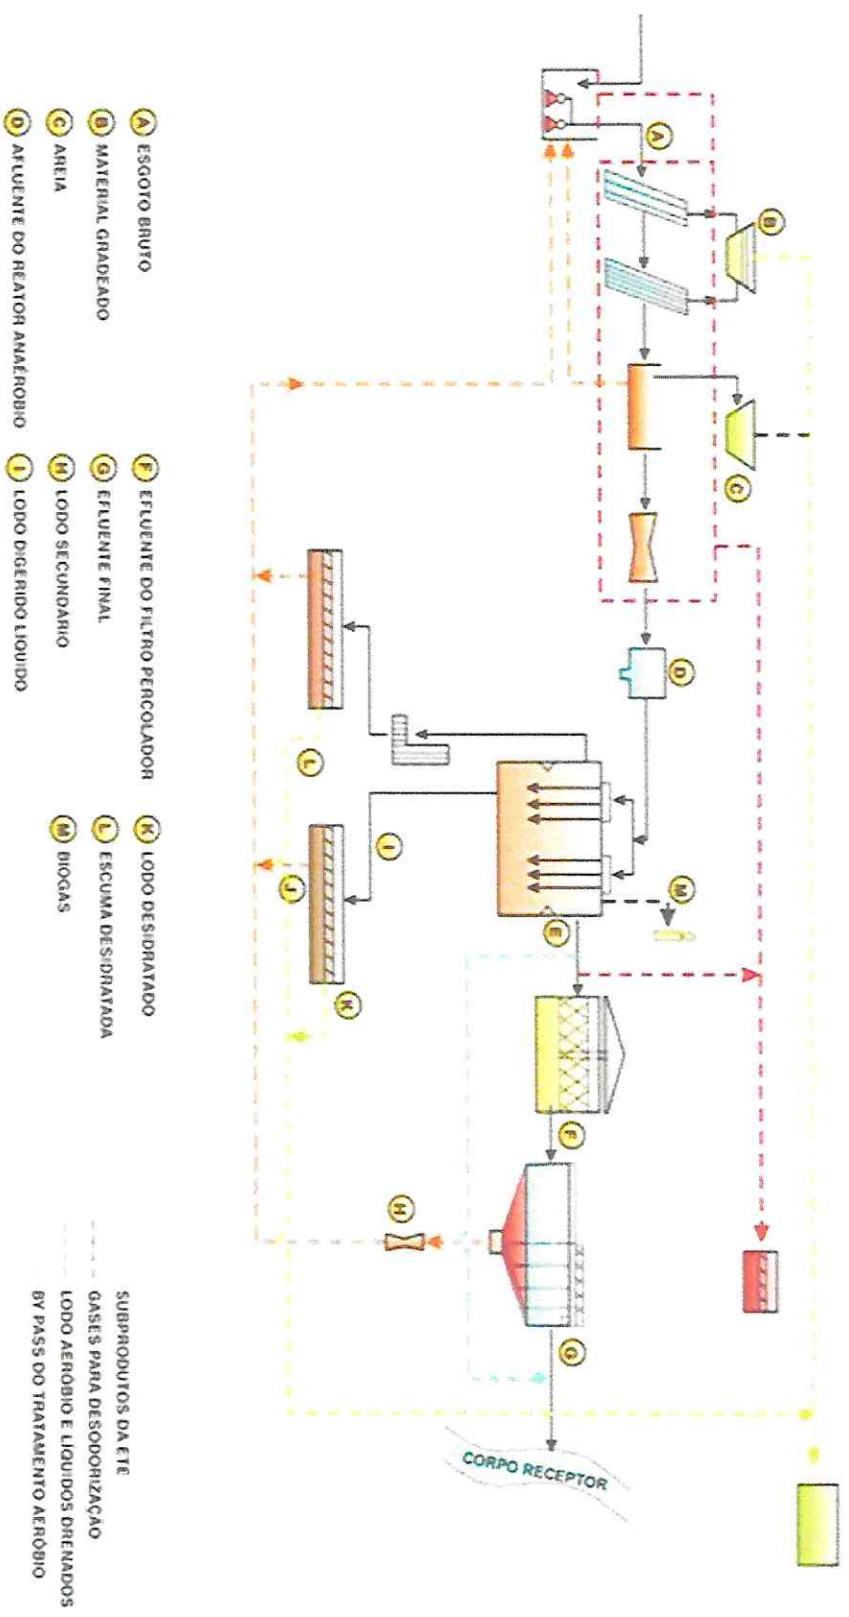 B
C
A
D
M
E
F
G
CORPO RECEPTOR
L
I
J
K
H
A ESGOTO BRUTO
B MATERIAL GRADEADO
C AREIA
D AFLUENTE DO REATOR ANAÉROBIO
F EFLUENTE DO FILTRO PERCOLADOR
G EFLUENTE FINAL
H LODO SECUNDÁRIO
I LODO DIGERIDO LÍQUIDO
K LODO DESIDRATADO
L ESCUMA DESIDRATADA
M BIOGÁS
SUBPRODUTOS DA ETE
GASES PARA DESODORIZAÇÃO
LODO AERÓBIO E LÍQUIDOS DRENADOS
BY PASS DO TRATAMENTO AERÓBIO